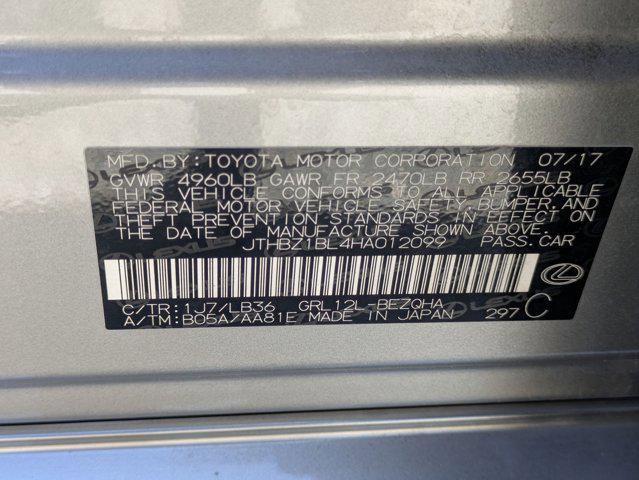 MFD.BY:TOYOTA MOTOR CORPORATION 07/17
GVWR 4960LB GAWR FR 2470LB RR 2655LB
THIS VEHICLE CONFORMS TO ALL APPLICABLE
FEDERAL MOTOR VEHICLE SAFETY,BUMPER,AND
THEFT PREVENTION STANDARDS IN EFFECT ON
THE DATE OF MANUFACTURE SHOWN ABOVE.
JTHBZ1BL4HA012099 PASS.CAR
C/TR:1J7/LB36 GRL12L-BEZQHA
A/TM:B05A/AA81E MADE IN JAPAN 297 C